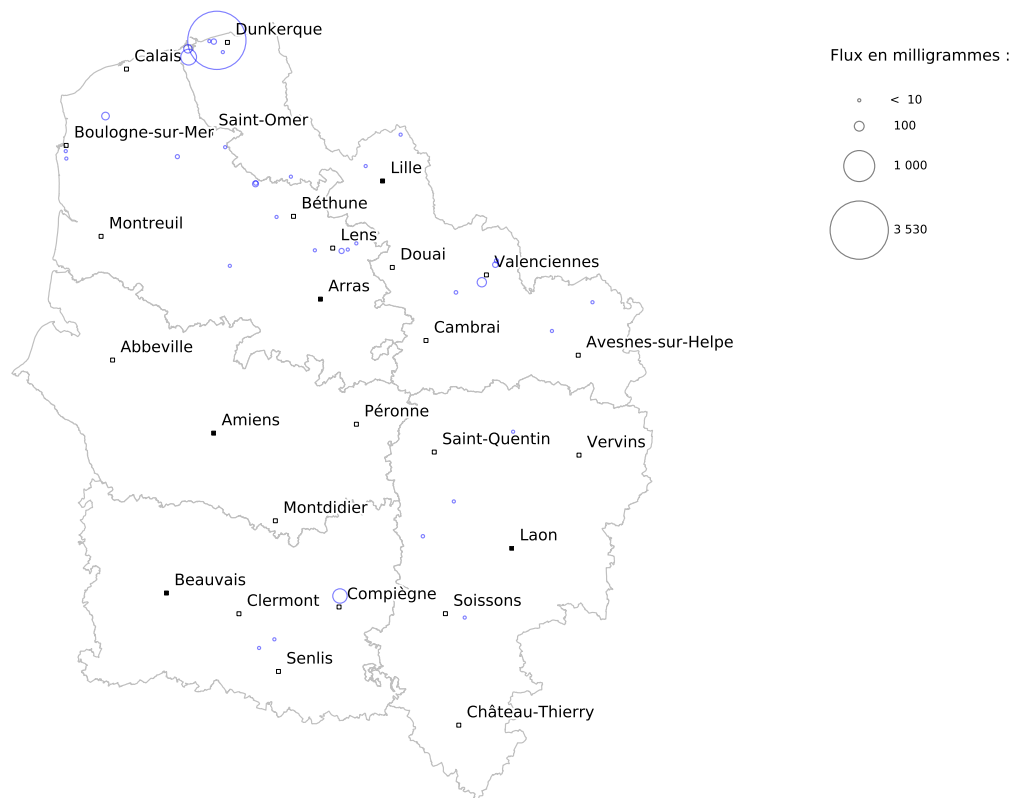 Dunkerque
Flux en milligrammes :
Calais
< 10
Saint-Omer
100
Boulogne-sur-Mer
Lille
1 000
Béthune
Montreuil
3 530
Lens
Douai
Valenciennes
Arras
Cambrai
Avesnes-sur-Helpe
Abbeville
Péronne
Amiens
Saint-Quentin
Vervins
Montdidier
Laon
Beauvais
Compiègne
Clermont
Soissons
Senlis
Château-Thierry